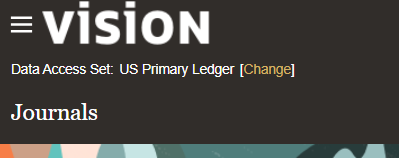 VISION
Data Access Set: US Primary Ledger [Change]
Journals